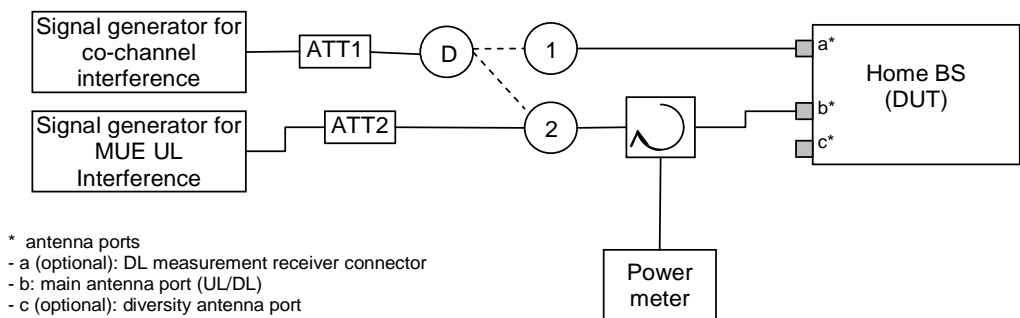 Signal generator for
co-channel
interference
ATT1
D
1
a*
Home BS
(DUT)
Signal generator for
MUE UL
Interference
ATT2
2
b*
c*
Power
meter
* antenna ports
- a (optional): DL measurement receiver connector
- b: main antenna port (UL/DL)
- c (optional): diversity antenna port